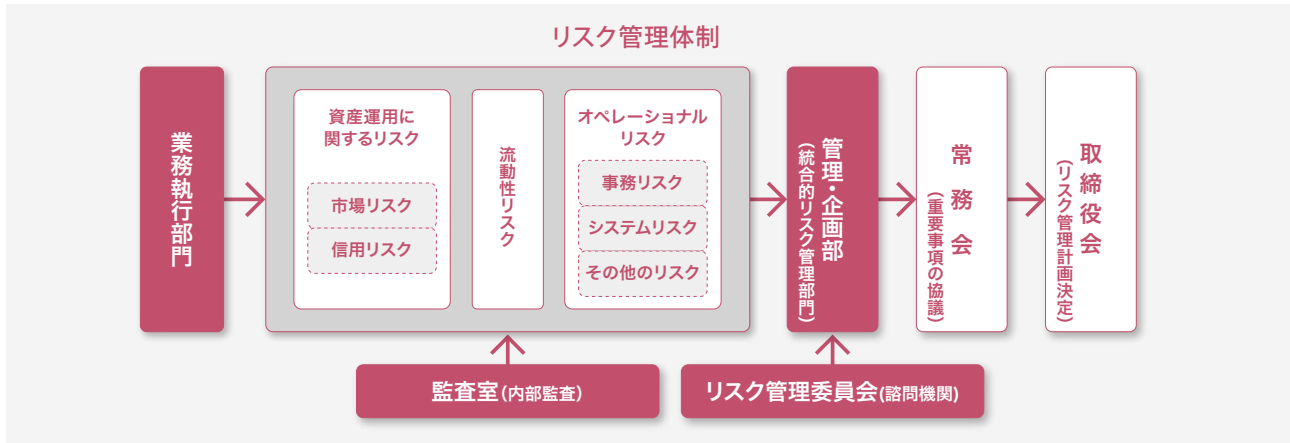 リスク管理体制
業務執行部門
資産運用に
関するリスク
市場リスク
信用リスク
流動性リスク
オペレーショナル
リスク
事務リスク
システムリスク
その他のリスク
管理・企画部
(統合的リスク管理部門)
常務会
(重要事項の協議)
取締役会
(リスク管理計画決定)
監査室(内部監査)
リスク管理委員会(諮問機関)